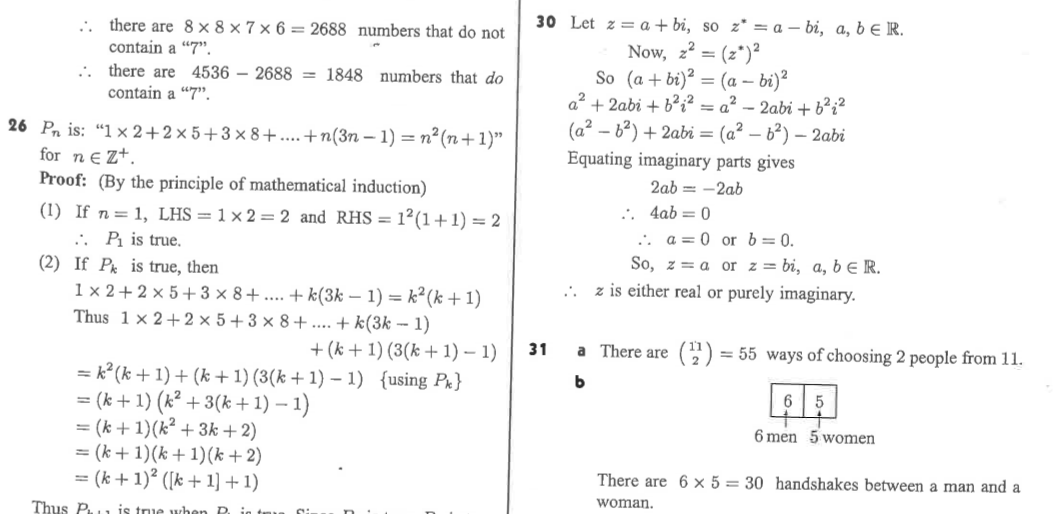 ∴ there are 8 × 8 × 7 × 6 = 2688 numbers that do not
contain a “7”.
∴ there are 4536 − 2688 = 1848 numbers that do
contain a “7”.
26 Pₙ is: “1 × 2 + 2 × 5 + 3 × 8 + .... + n(3n − 1) = n²(n + 1)”
for n ∈ ℤ⁺.
Proof: (By the principle of mathematical induction)
(1) If n = 1, LHS = 1 × 2 = 2 and RHS = 1²(1 + 1) = 2
∴ P₁ is true.
(2) If Pₖ is true, then
1 × 2 + 2 × 5 + 3 × 8 + .... + k(3k − 1) = k²(k + 1)
Thus 1 × 2 + 2 × 5 + 3 × 8 + .... + k(3k − 1)
+ (k + 1) (3(k + 1) − 1)
= k²(k + 1) + (k + 1) (3(k + 1) − 1) {using Pₖ}
= (k + 1) (k² + 3(k + 1) − 1)
= (k + 1)(k² + 3k + 2)
= (k + 1)(k + 1)(k + 2)
= (k + 1)² ([k + 1] + 1)
Thus Pₖ₊₁ is true when Pₖ is true.
30 Let z = a + bi, so z* = a − bi, a, b ∈ ℝ.
Now, z² = (z*)²
So (a + bi)² = (a − bi)²
a² + 2abi + b²i² = a² − 2abi + b²i²
(a² − b²) + 2abi = (a² − b²) − 2abi
Equating imaginary parts gives
2ab = −2ab
∴ 4ab = 0
∴ a = 0 or b = 0.
So, z = a or z = bi, a, b ∈ ℝ.
∴ z is either real or purely imaginary.
31 a There are (11 2) = 55 ways of choosing 2 people from 11.
b
6 5
6 men 5 women
There are 6 × 5 = 30 handshakes between a man and a
woman.